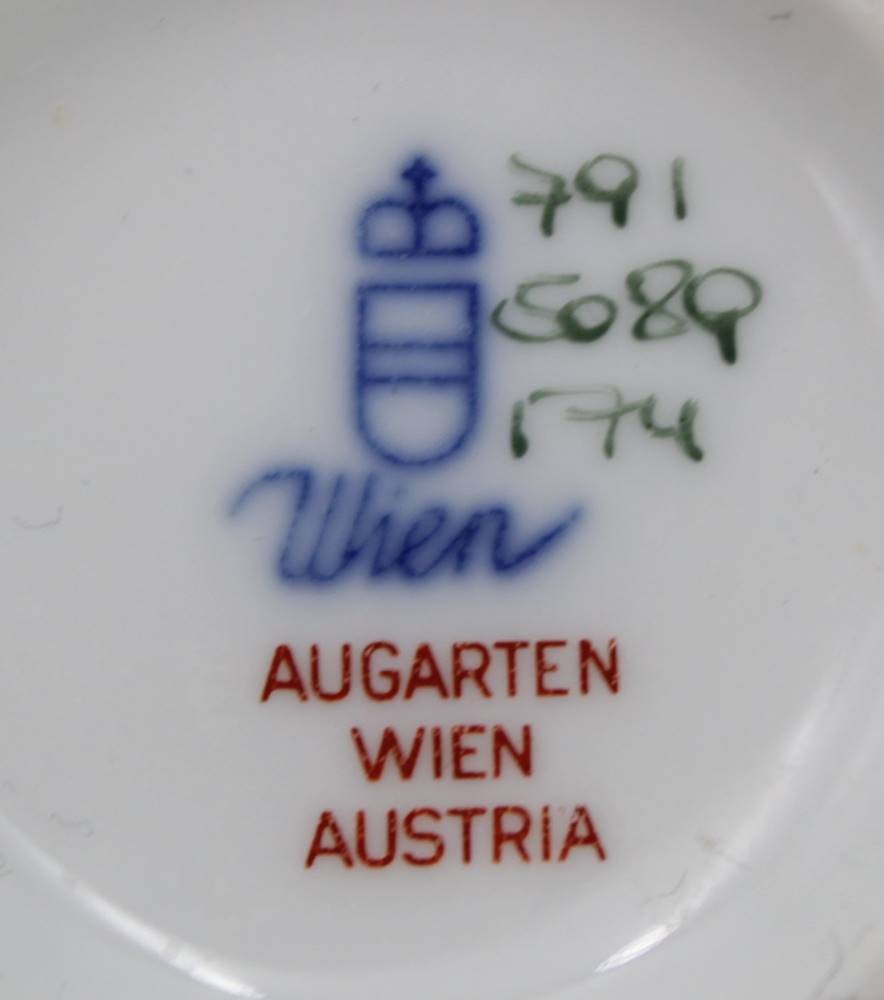 791
5089
174
Wien
AUGARTEN
WIEN
AUSTRIA